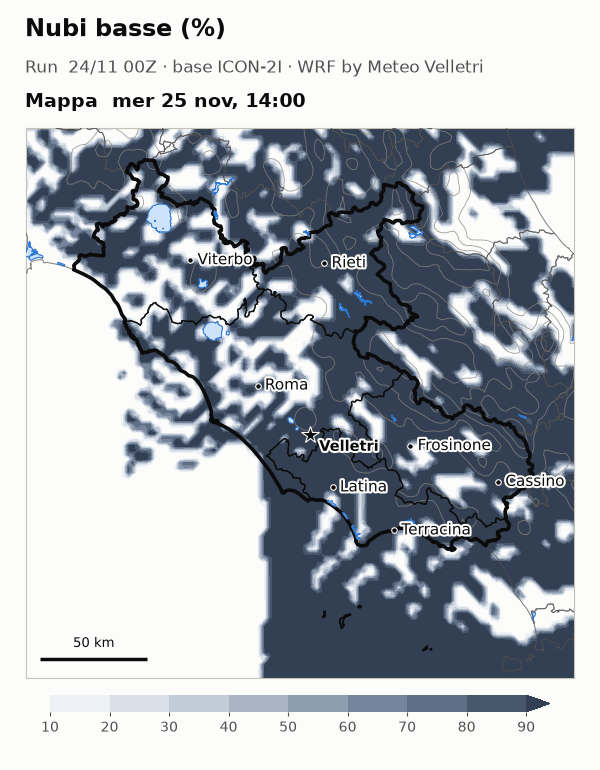 Nubi basse (%)
Run 24/11 00Z · base ICON-2I · WRF by Meteo Velletri
Mappa mer 25 nov, 14:00
Viterbo
Rieti
Roma
Velletri
Frosinone
Cassino
Latina
Terracina
50 km
10 20 30 40 50 60 70 80 90